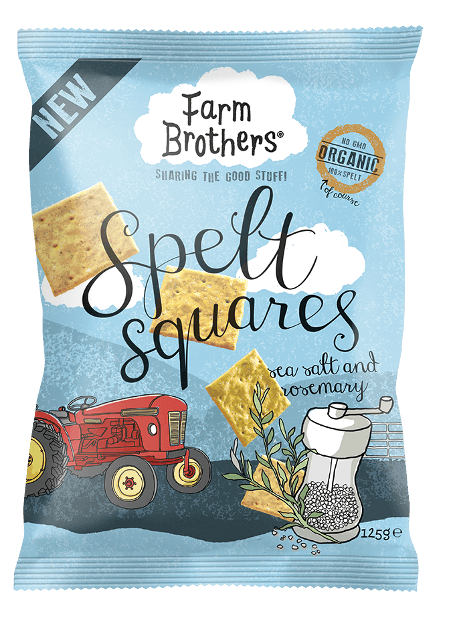 NEW
Farm
Brothers®
SHARING THE GOOD STUFF!
NO GMO
ORGANIC
100% SPELT
of course
Spelt
squares
sea salt and
rosemary
125g e